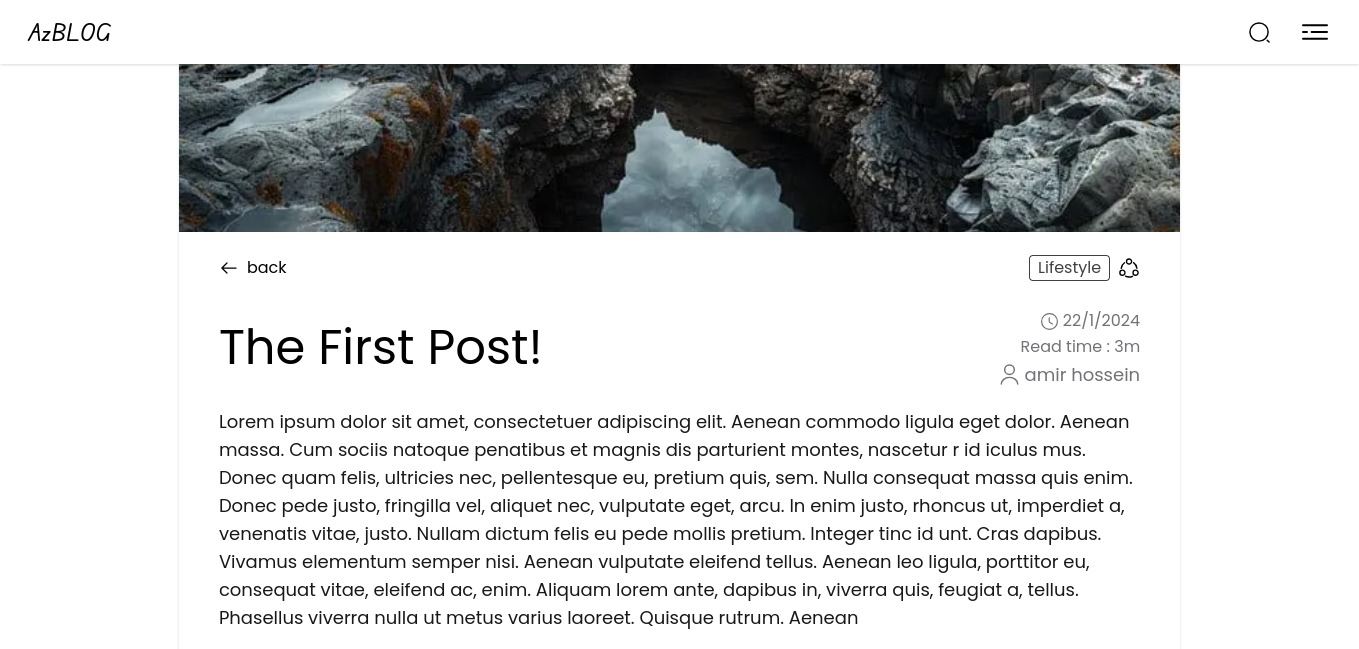 AzBLOG
back
Lifestyle
The First Post!
22/1/2024
Read time : 3m
amir hossein
Lorem ipsum dolor sit amet, consectetuer adipiscing elit. Aenean commodo ligula eget dolor. Aenean
massa. Cum sociis natoque penatibus et magnis dis parturient montes, nascetur r id iculus mus.
Donec quam felis, ultricies nec, pellentesque eu, pretium quis, sem. Nulla consequat massa quis enim.
Donec pede justo, fringilla vel, aliquet nec, vulputate eget, arcu. In enim justo, rhoncus ut, imperdiet a,
venenatis vitae, justo. Nullam dictum felis eu pede mollis pretium. Integer tinc id unt. Cras dapibus.
Vivamus elementum semper nisi. Aenean vulputate eleifend tellus. Aenean leo ligula, porttitor eu,
consequat vitae, eleifend ac, enim. Aliquam lorem ante, dapibus in, viverra quis, feugiat a, tellus.
Phasellus viverra nulla ut metus varius laoreet. Quisque rutrum. Aenean